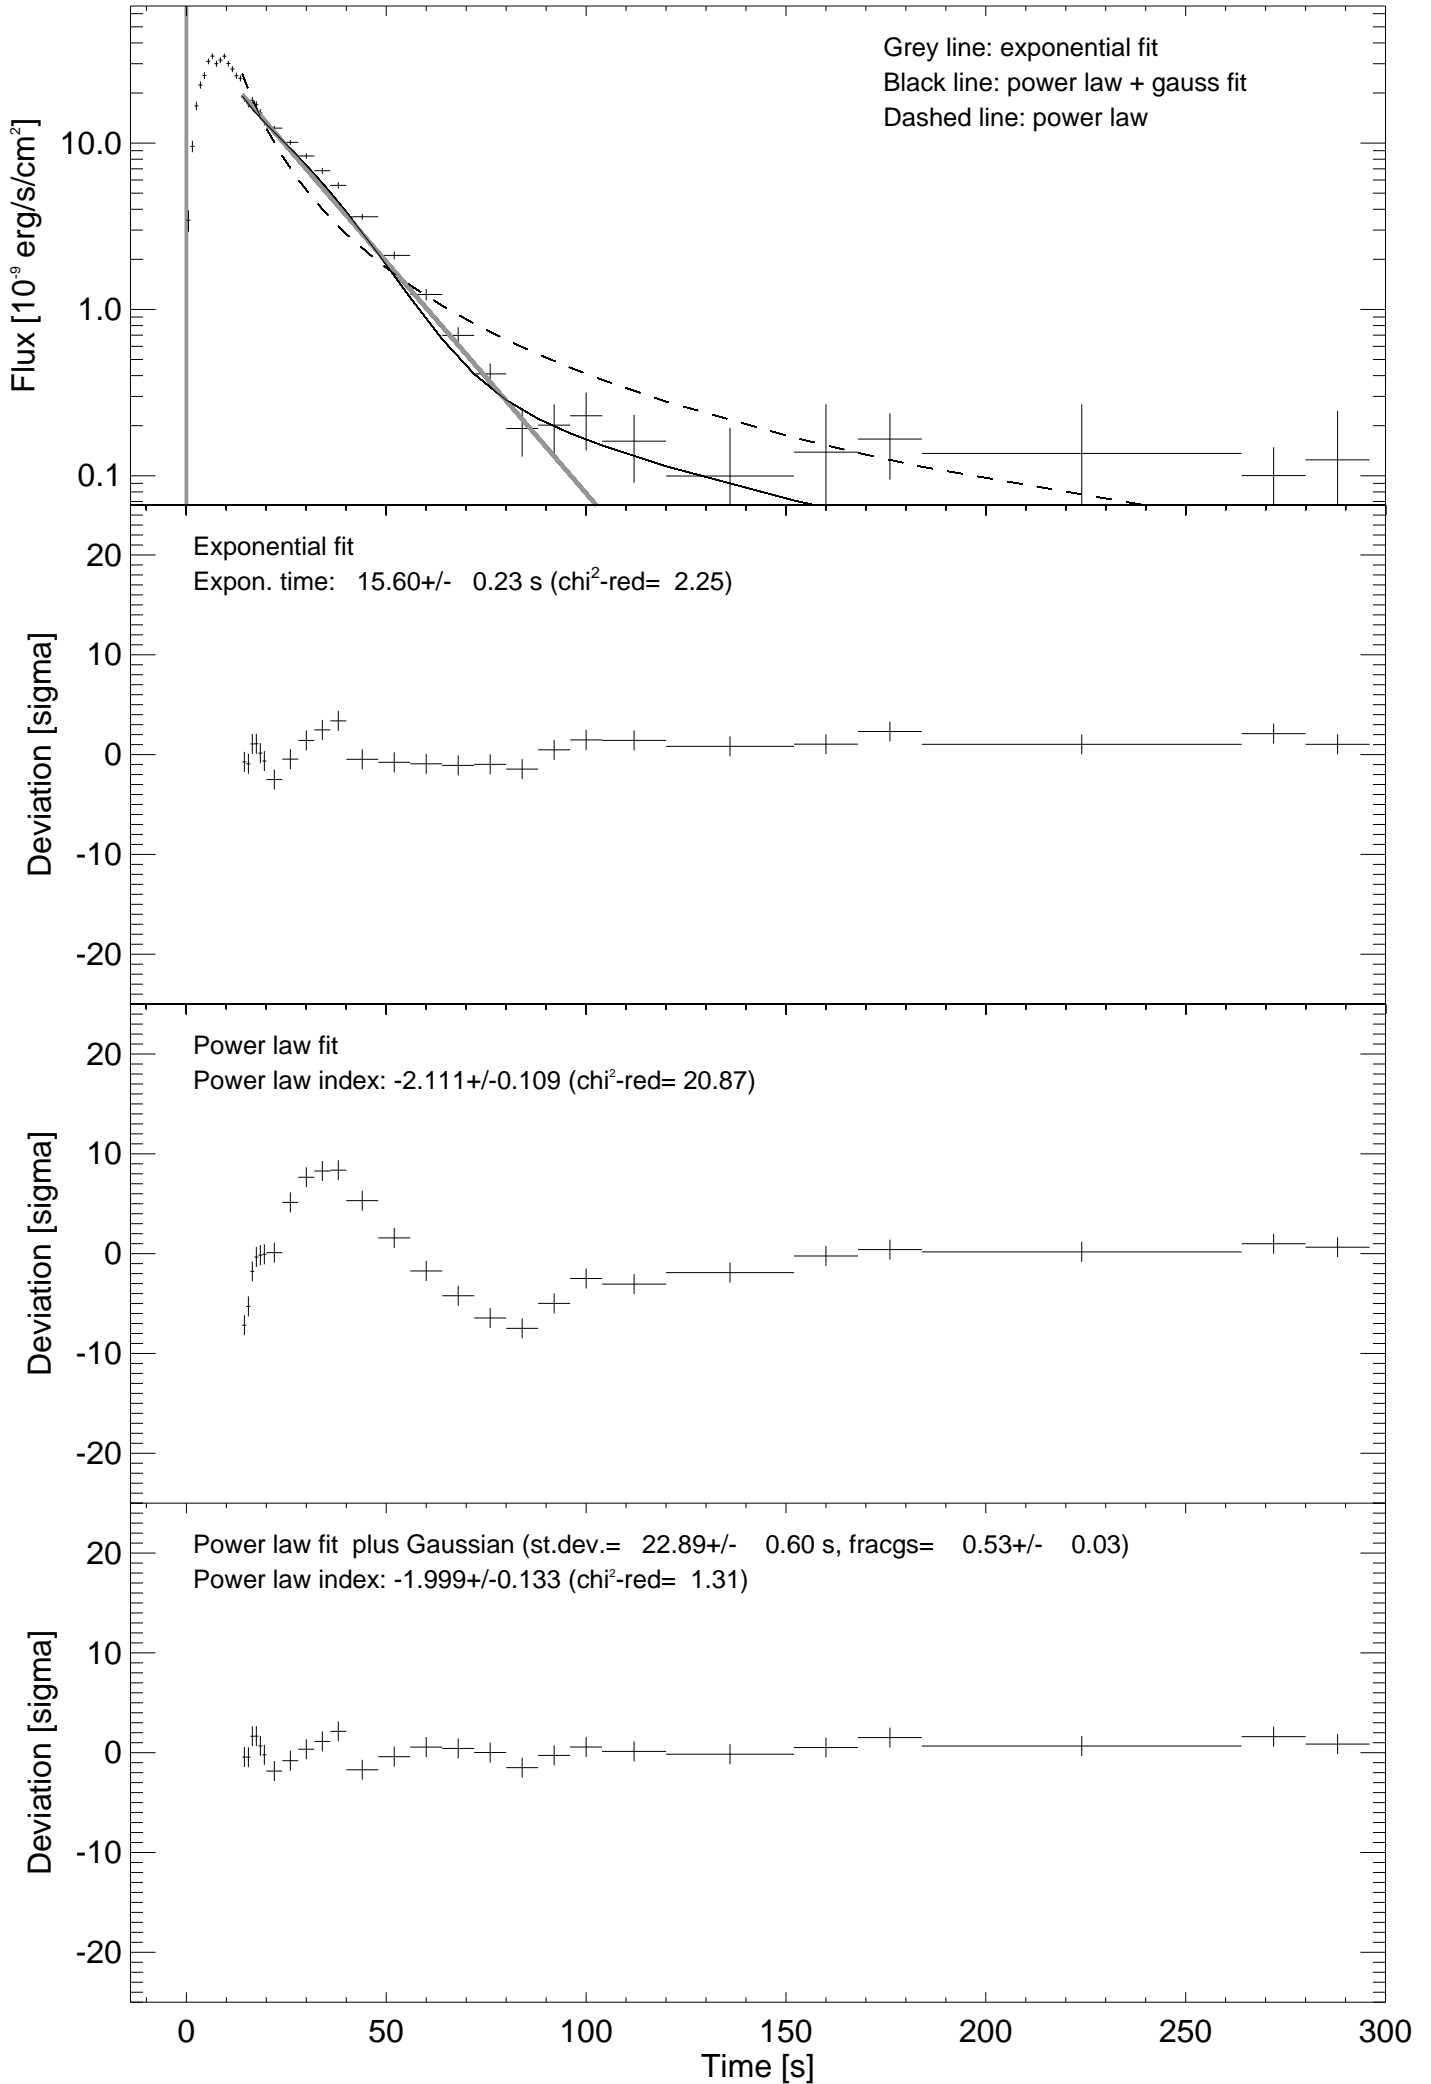 Grey line: exponential fit
Black line: power law + gauss fit
Dashed line: power law
Flux [10⁻⁹ erg/s/cm²]
10.0
1.0
0.1
Exponential fit
Expon. time: 15.60+/- 0.23 s (chi²-red= 2.25)
Deviation [sigma]
20
10
0
-10
-20
Power law fit
Power law index: -2.111+/-0.109 (chi²-red= 20.87)
Deviation [sigma]
20
10
0
-10
-20
Power law fit plus Gaussian (st.dev.= 22.89+/- 0.60 s, fracgs= 0.53+/- 0.03)
Power law index: -1.999+/-0.133 (chi²-red= 1.31)
Deviation [sigma]
20
10
0
-10
-20
0 50 100 150 200 250 300
Time [s]